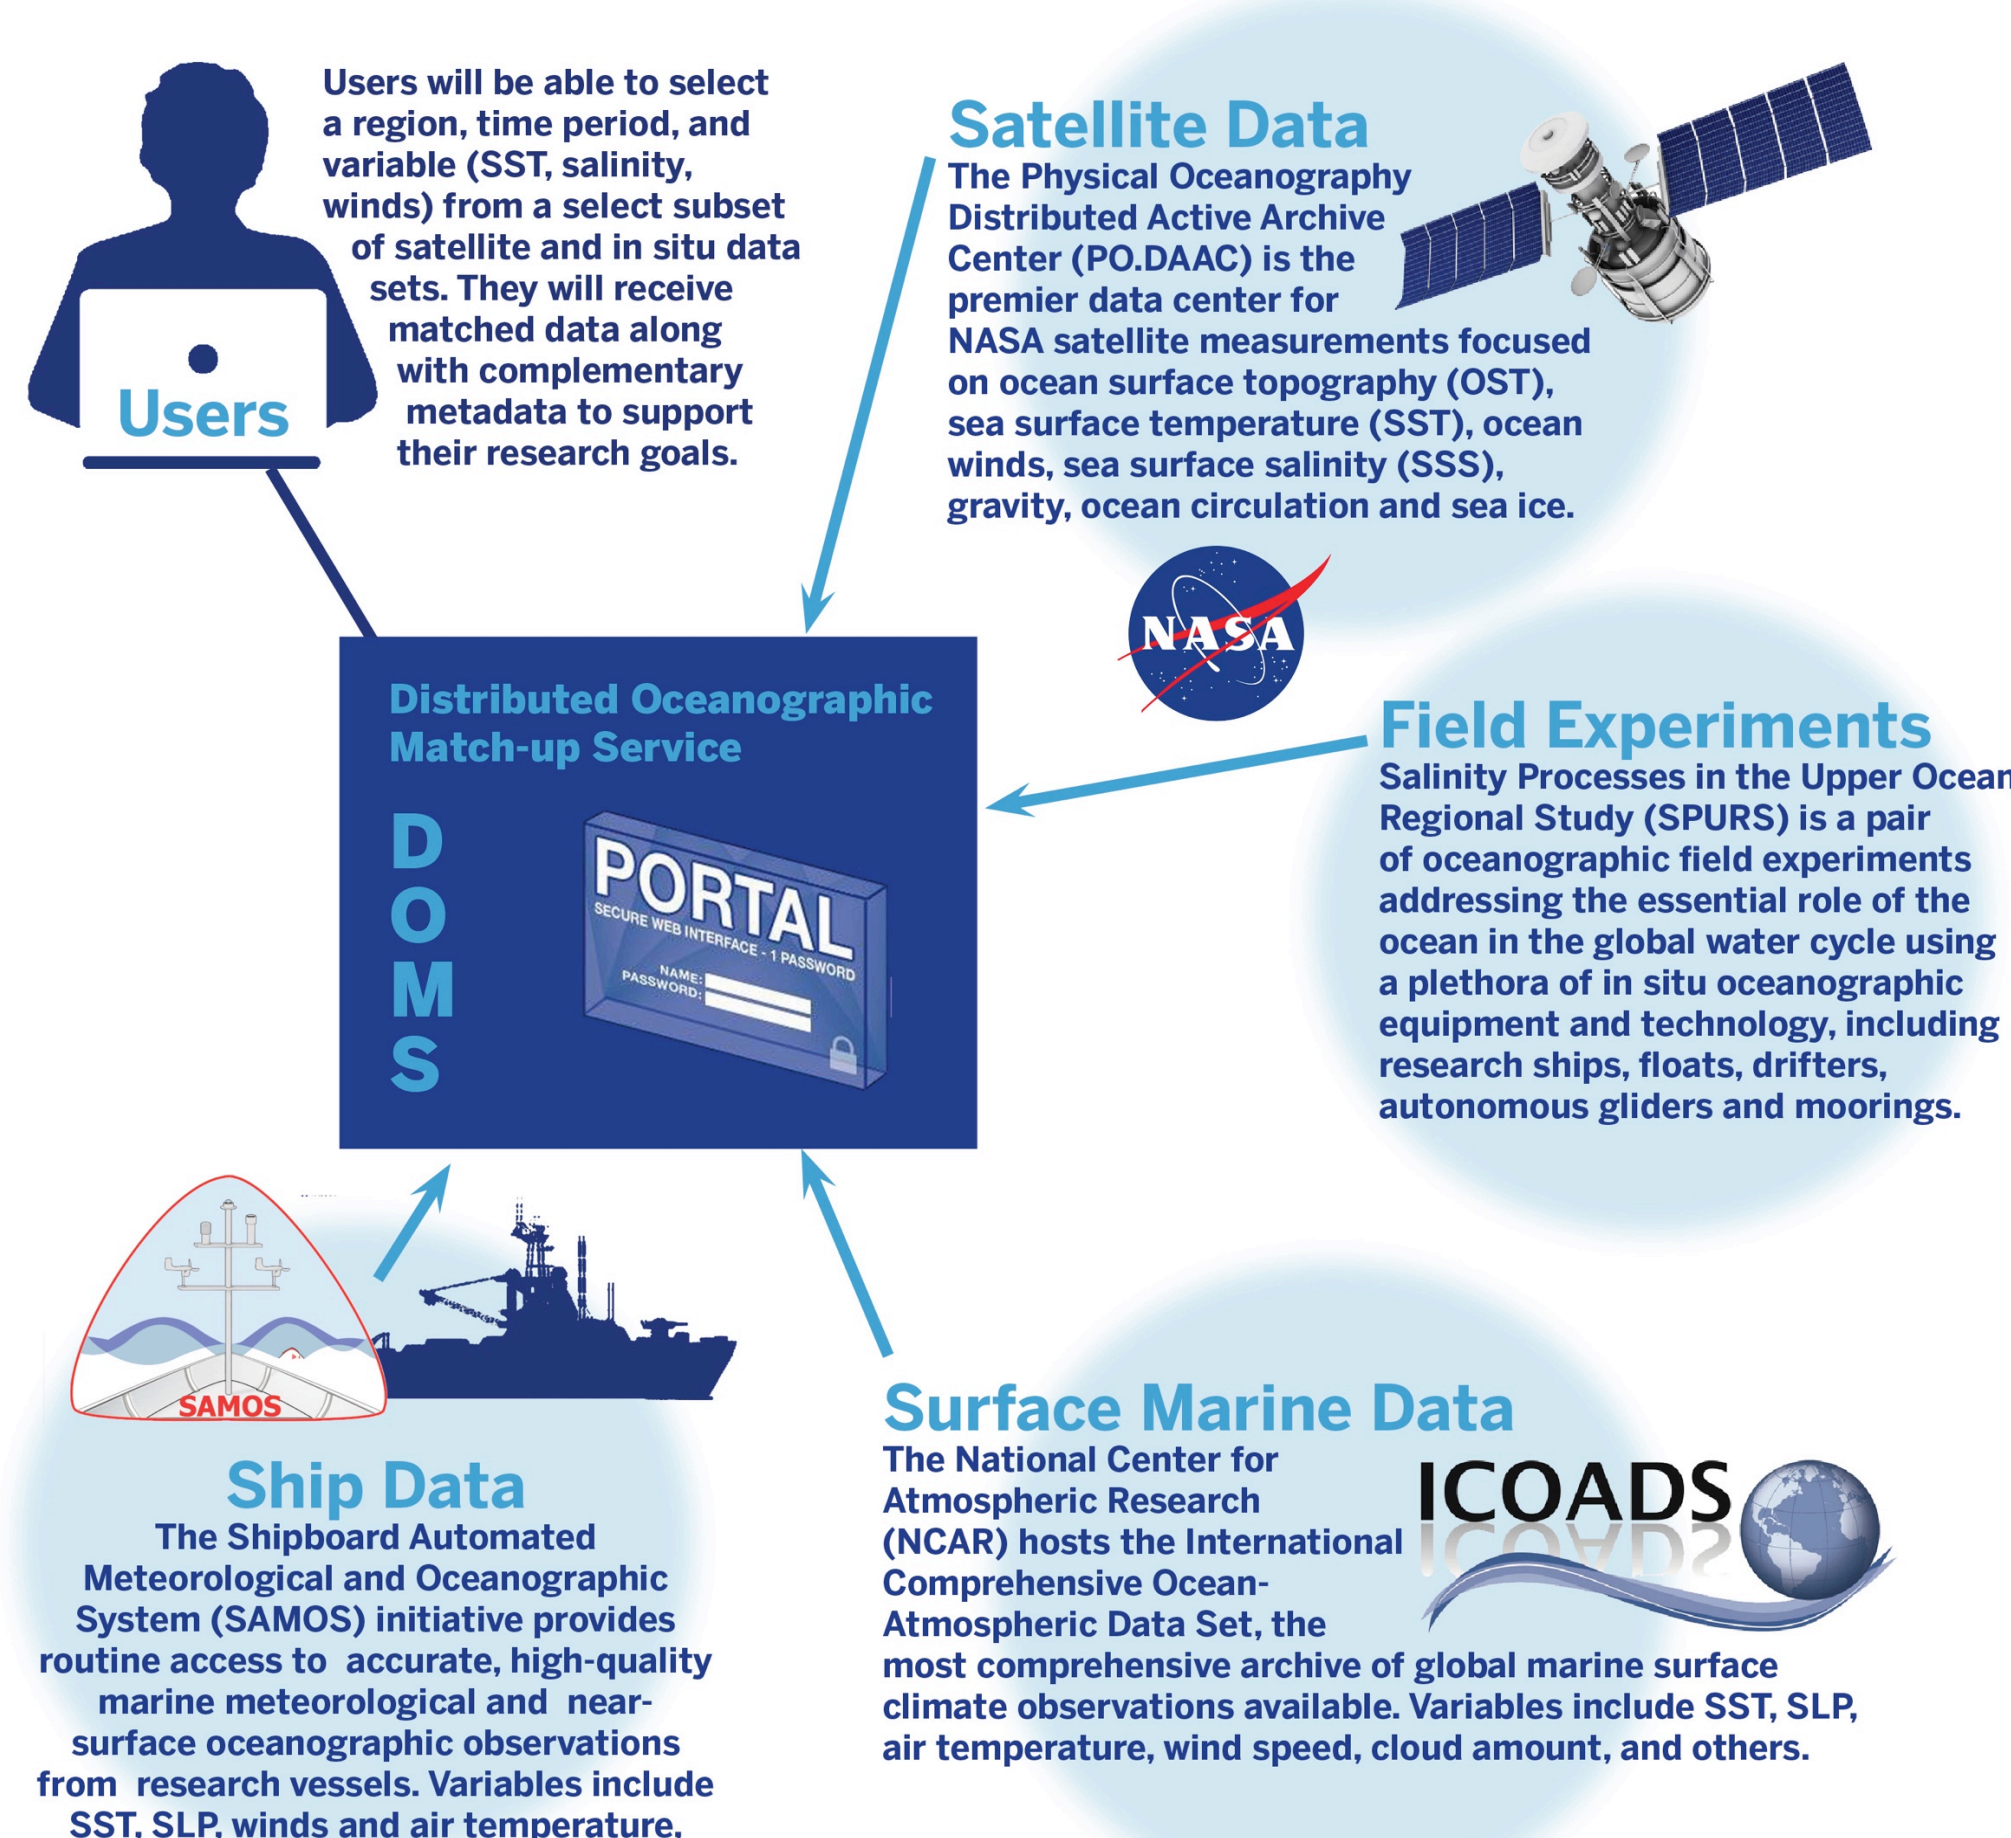 Users will be able to select
a region, time period, and
variable (SST, salinity,
winds) from a select subset
of satellite and in situ data
sets. They will receive
matched data along
with complementary
metadata to support
their research goals.
Users
Satellite Data
The Physical Oceanography
Distributed Active Archive
Center (PO.DAAC) is the
premier data center for
NASA satellite measurements focused
on ocean surface topography (OST),
sea surface temperature (SST), ocean
winds, sea surface salinity (SSS),
gravity, ocean circulation and sea ice.
NASA
Distributed Oceanographic
Match-up Service
D
O
M
S
PORTAL
SECURE WEB INTERFACE - 1 PASSWORD
NAME:
PASSWORD:
Field Experiments
Salinity Processes in the Upper Ocean
Regional Study (SPURS) is a pair
of oceanographic field experiments
addressing the essential role of the
ocean in the global water cycle using
a plethora of in situ oceanographic
equipment and technology, including
research ships, floats, drifters,
autonomous gliders and moorings.
SAMOS
Ship Data
The Shipboard Automated
Meteorological and Oceanographic
System (SAMOS) initiative provides
routine access to accurate, high-quality
marine meteorological and near-
surface oceanographic observations
from research vessels. Variables include
SST, SLP, winds and air temperature,
Surface Marine Data
The National Center for
Atmospheric Research
(NCAR) hosts the International
Comprehensive Ocean-
Atmospheric Data Set, the
most comprehensive archive of global marine surface
climate observations available. Variables include SST, SLP,
air temperature, wind speed, cloud amount, and others.
ICOADS